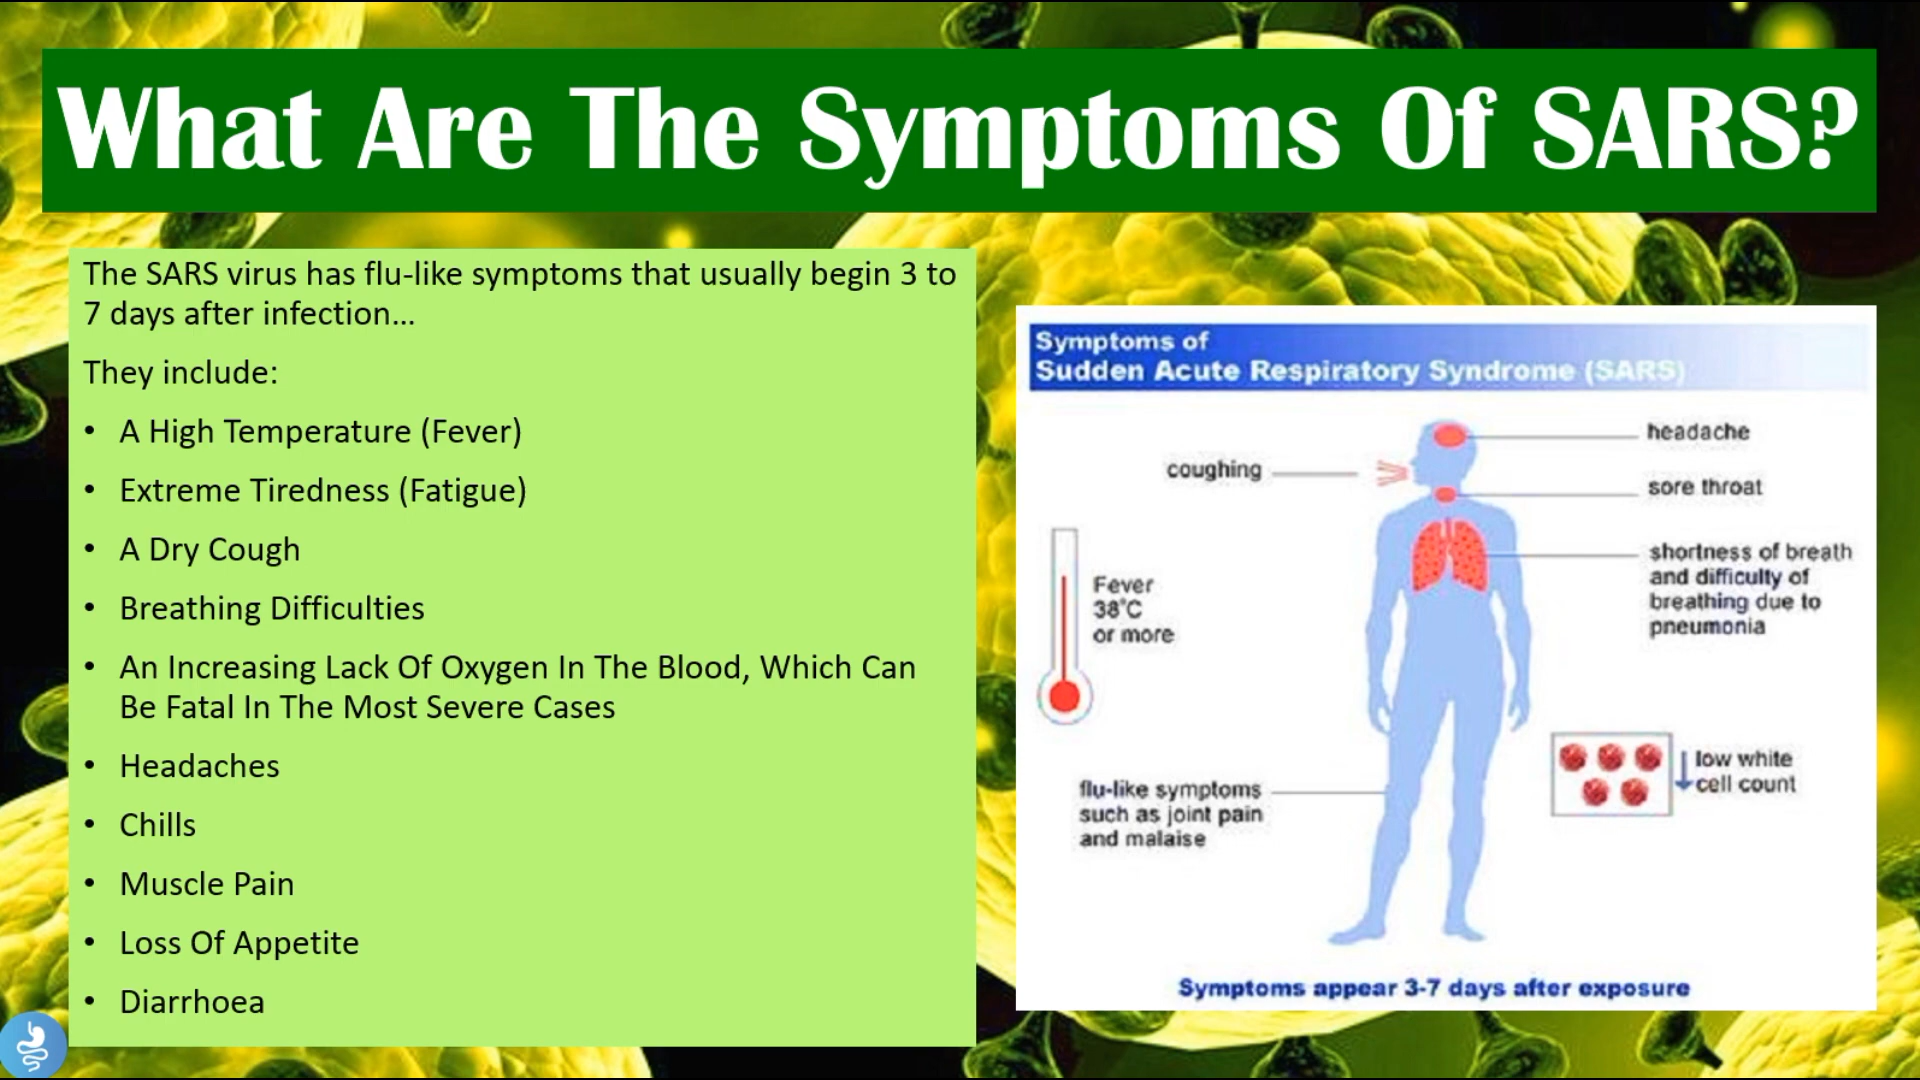 What Are The Symptoms Of SARS?
The SARS virus has flu-like symptoms that usually begin 3 to
7 days after infection...
They include:
• A High Temperature (Fever)
• Extreme Tiredness (Fatigue)
• A Dry Cough
• Breathing Difficulties
• An Increasing Lack Of Oxygen In The Blood, Which Can
Be Fatal In The Most Severe Cases
• Headaches
• Chills
• Muscle Pain
• Loss Of Appetite
• Diarrhoea
Symptoms of
Sudden Acute Respiratory Syndrome (SARS)
headache
coughing
sore throat
shortness of breath
and difficulty of
breathing due to
pneumonia
Fever
38°C
or more
low white
cell count
flu-like symptoms
such as joint pain
and malaise
Symptoms appear 3-7 days after exposure